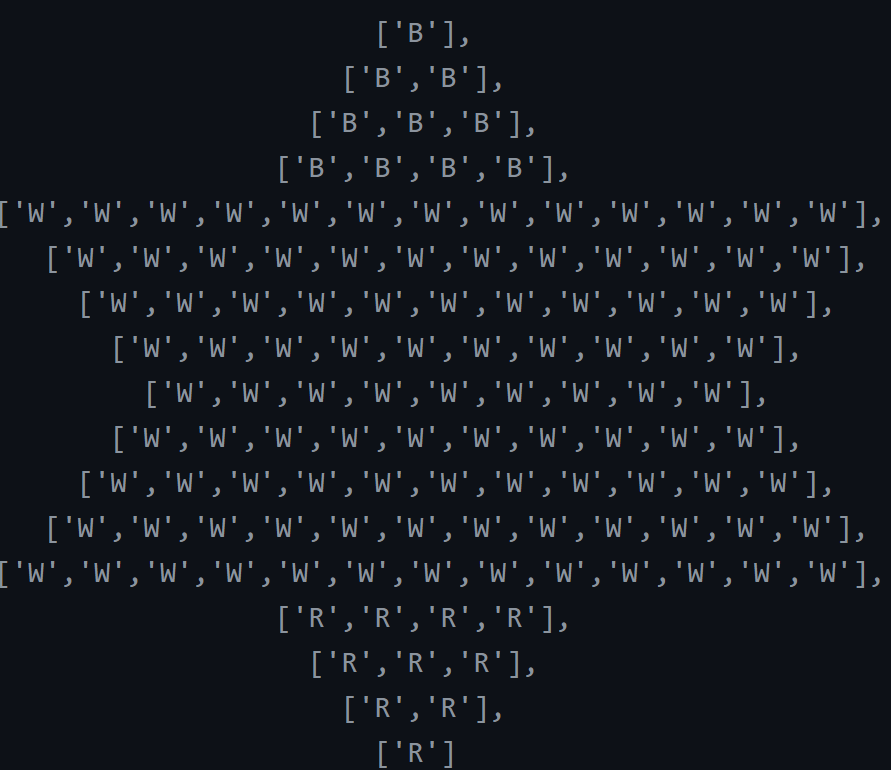 ['B'],
['B','B'],
['B','B','B'],
['B','B','B','B'],
['W','W','W','W','W','W','W','W','W','W','W','W','W'],
['W','W','W','W','W','W','W','W','W','W','W','W'],
['W','W','W','W','W','W','W','W','W','W','W'],
['W','W','W','W','W','W','W','W','W','W'],
['W','W','W','W','W','W','W','W','W'],
['W','W','W','W','W','W','W','W','W','W'],
['W','W','W','W','W','W','W','W','W','W','W'],
['W','W','W','W','W','W','W','W','W','W','W','W'],
['W','W','W','W','W','W','W','W','W','W','W','W','W'],
['R','R','R','R'],
['R','R','R'],
['R','R'],
['R']